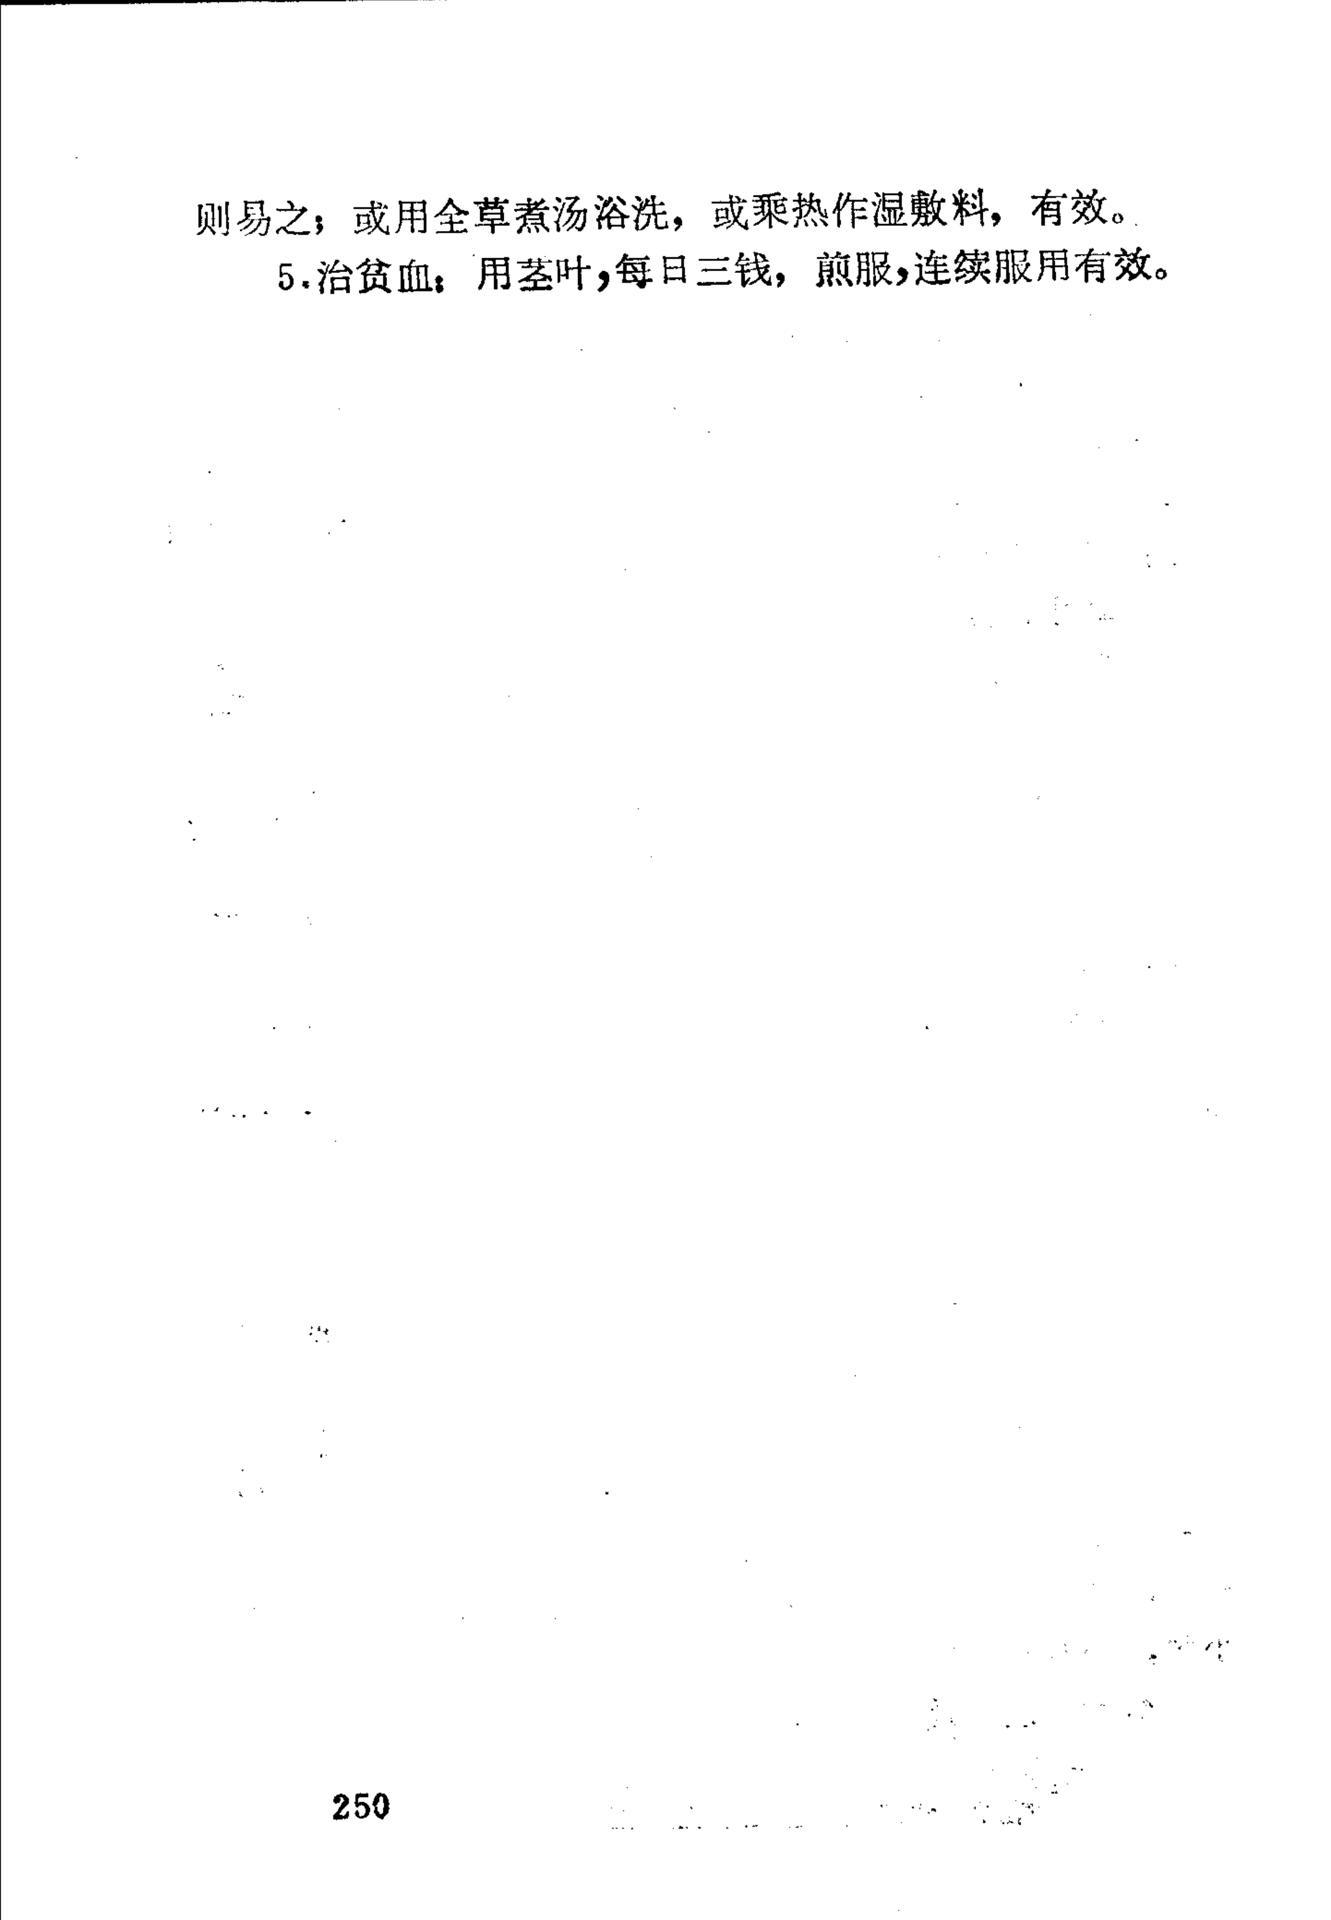 则易之；或用全草煮汤浴洗，或乘热作湿敷料，有效。
5.治贫血：用茎叶，每日三钱，煎服，连续服用有效。
250